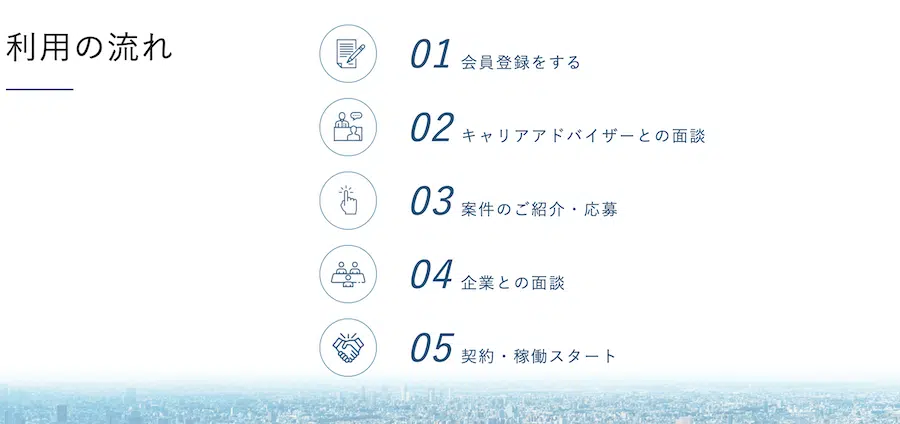 利用の流れ
01 会員登録をする
02 キャリアアドバイザーとの面談
03 案件のご紹介・応募
04 企業との面談
05 契約・稼働スタート